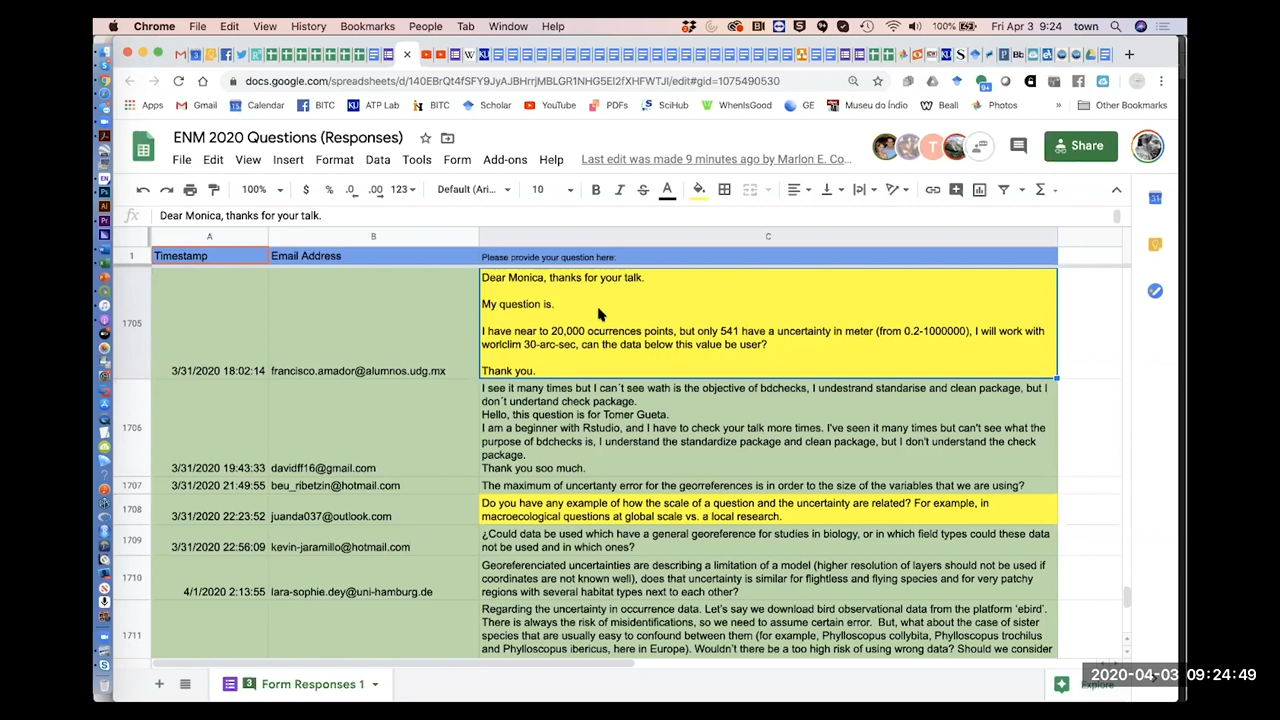 Chrome File Edit View History Bookmarks People Tab Window Help 100% Fri Apr 3 9:24 town
docs.google.com/spreadsheets/d/140EBrQt4fSFY9JyAJBHrrjMBLGR1NHG5EI2fXHFWTJI/edit#gid=1075490530
Apps Gmail Calendar BITC ATP Lab BITC Scholar YouTube PDFs SciHub WhenIsGood GE Museu do Índio Beall Photos » Other Bookmarks
ENM 2020 Questions (Responses)
Share
File Edit View Insert Format Data Tools Form Add-ons Help Last edit was made 9 minutes ago by Marlon E. Co...
100% $ % .0 .00 123 Default (Ari... 10 B I S A
fx Dear Monica, thanks for your talk.
A B C
1 Timestamp Email Address Please provide your question here:
Dear Monica, thanks for your talk.
My question is.
I have near to 20,000 ocurrences points, but only 541 have a uncertainty in meter (from 0.2-1000000), I will work with
worlclim 30-arc-sec, can the data below this value be user?
Thank you.
1705 3/31/2020 18:02:14 francisco.amador@alumnos.udg.mx
I see it many times but I can´t see wath is the objective of bdchecks, I undestrand standarise and clean package, but I
don´t undertand check package.
Hello, this question is for Tomer Gueta.
I am a beginner with Rstudio, and I have to check your talk more times. I've seen it many times but can't see what the
purpose of bdchecks is, I understand the standardize package and clean package, but I don't understand the check
package.
Thank you soo much.
1706 3/31/2020 19:43:33 davidff16@gmail.com
1707 3/31/2020 21:49:55 beu_ribetzin@hotmail.com The maximum of uncertanty error for the georreferences is in order to the size of the variables that we are using?
Do you have any example of how the scale of a question and the uncertainty are related? For example, in
macroecological questions at global scale vs. a local research.
1708 3/31/2020 22:23:52 juanda037@outlook.com
¿Could data be used which have a general georeference for studies in biology, or in which field types could these data
not be used and in which ones?
1709 3/31/2020 22:56:09 kevin-jaramillo@hotmail.com
Georeferenciated uncertainties are describing a limitation of a model (higher resolution of layers should not be used if
coordinates are not known well), does that uncertainty is similar for flightless and flying species and for very patchy
regions with several habitat types next to each other?
1710 4/1/2020 2:13:55 lara-sophie.dey@uni-hamburg.de
Regarding the uncertainty in occurrence data. Let's say we download bird observational data from the platform 'ebird'.
There is always the risk of misidentifications, so we need to assume certain error. But, what about the case of sister
species that are usually easy to confound between them (for example, Phylloscopus collybita, Phylloscopus trochilus
and Phylloscopus ibericus, here in Europe). Wouldn't there be a too high risk of using wrong data? Should we consider
1711
3 Form Responses 1 Explore
2020-04-03 09:24:49